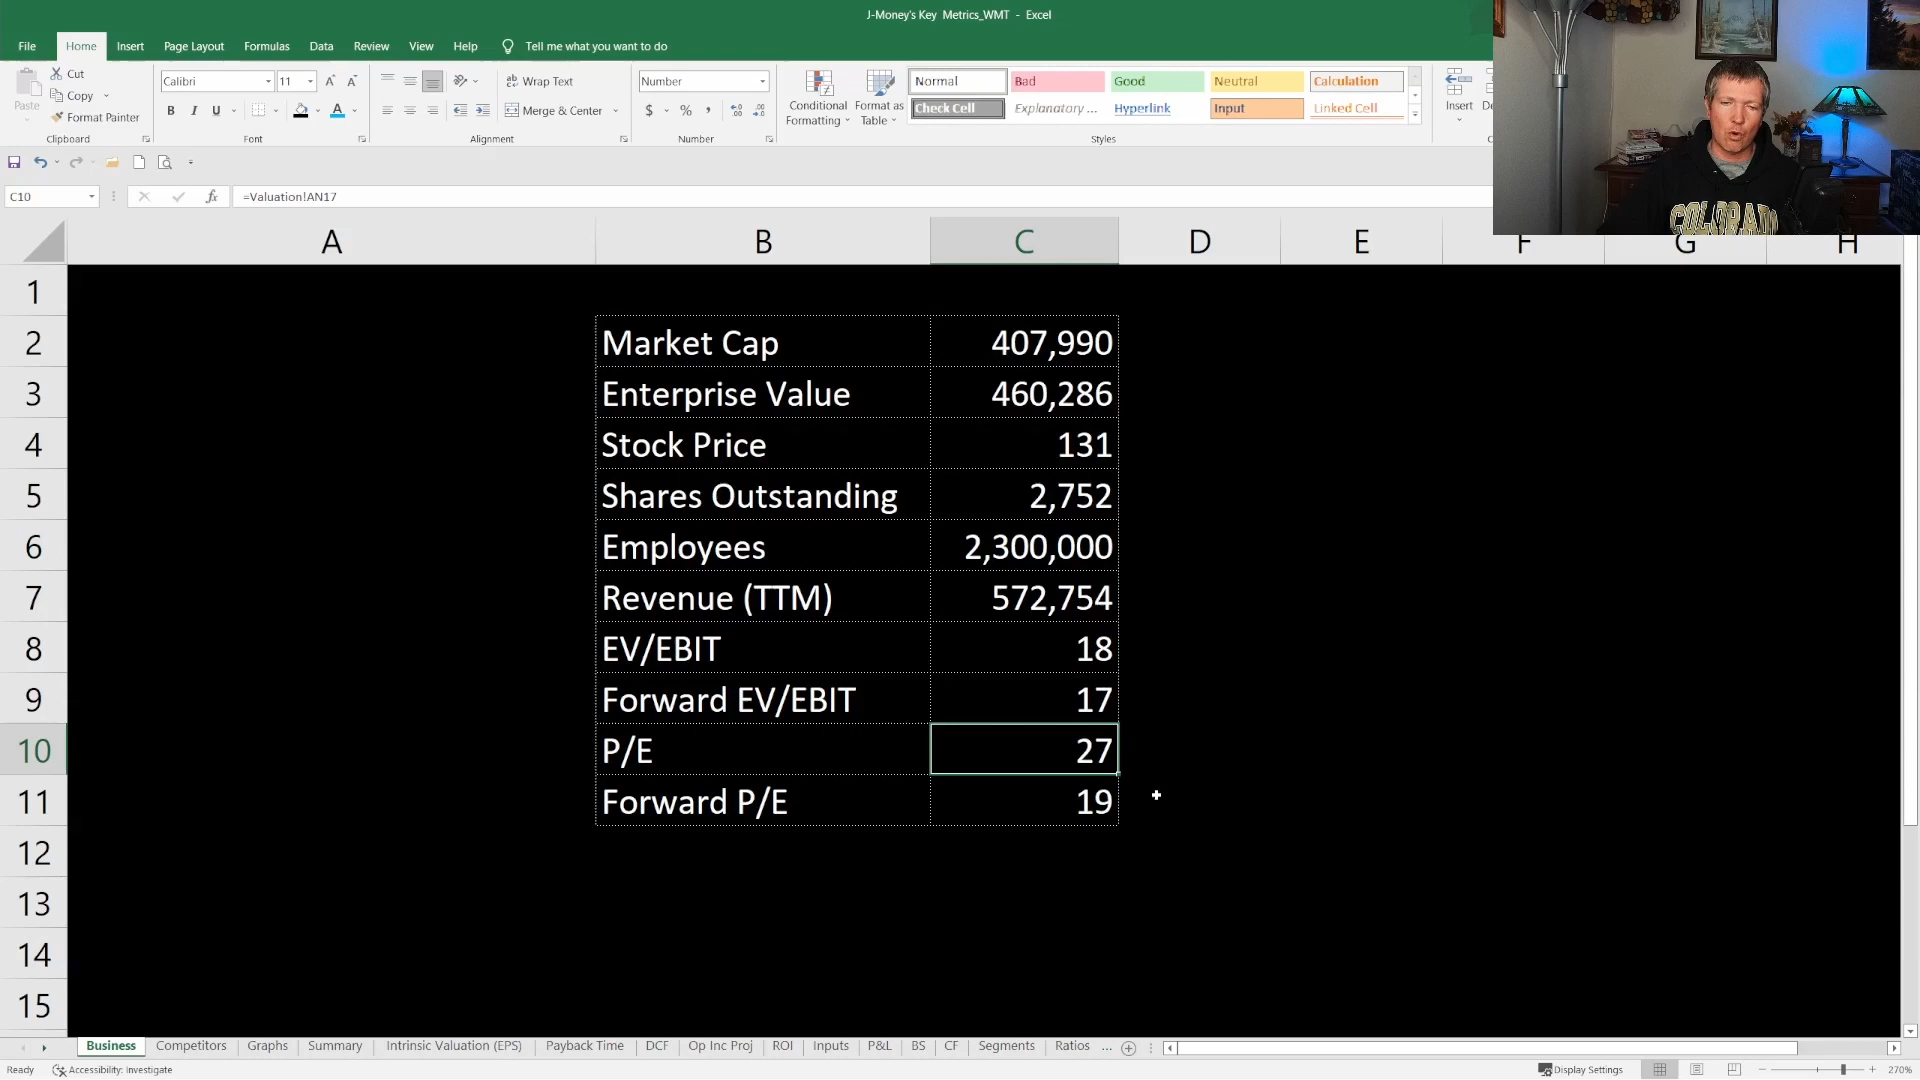 J-Money's Key Metrics_WMT - Excel
File Home Insert Page Layout Formulas Data Review View Help Tell me what you want to do
Paste
Cut
Copy
Format Painter
Clipboard
Calibri 11
B I U
Font
Wrap Text
Merge & Center
Alignment
Number
$ % ,
Number
Conditional Formatting
Format as Table
Normal Bad Good Neutral Calculation
Check Cell Explanatory ... Hyperlink Input Linked Cell
Styles
Insert
C10 fx =Valuation!AN17
A B C D E F G H
1
2 Market Cap 407,990
3 Enterprise Value 460,286
4 Stock Price 131
5 Shares Outstanding 2,752
6 Employees 2,300,000
7 Revenue (TTM) 572,754
8 EV/EBIT 18
9 Forward EV/EBIT 17
10 P/E 27
11 Forward P/E 19
12
13
14
15
COLORADO
Business Competitors Graphs Summary Intrinsic Valuation (EPS) Payback Time DCF Op Inc Proj ROI Inputs P&L BS CF Segments Ratios ...
Ready Accessibility: Investigate Display Settings 270%